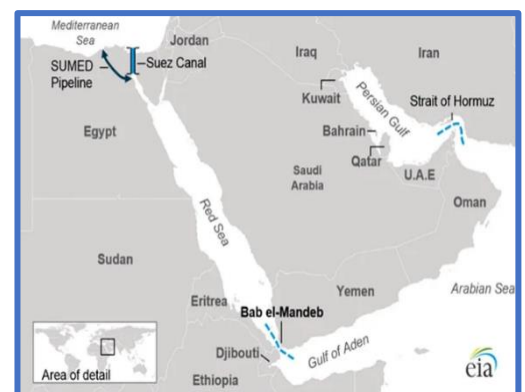 Mediterranean
Sea
Jordan
Iraq
Iran
SUMED
Pipeline
Suez Canal
Kuwait
Persian Gulf
Strait of Hormuz
Egypt
Bahrain
Qatar
Saudi
Arabia
U.A.E
Oman
Red Sea
Sudan
Yemen
Arabian Sea
Eritrea
Bab el-Mandeb
Djibouti
Gulf of Aden
Ethiopia
Area of detail
eia